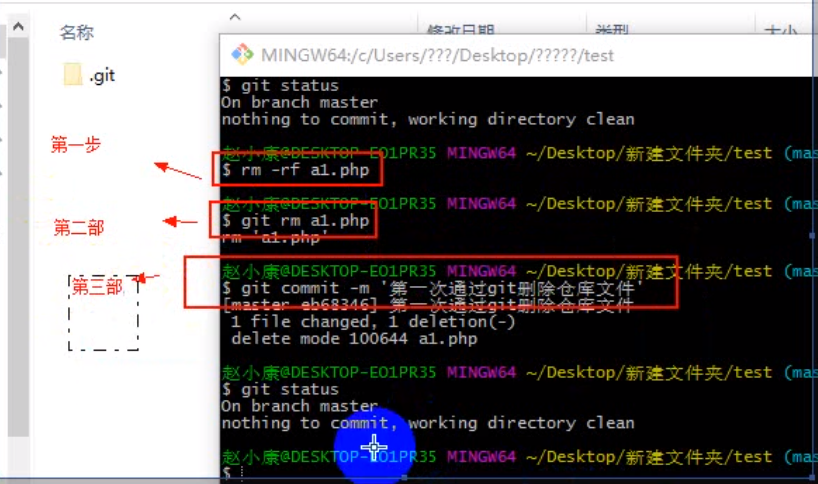 名称
修改日期
类型
大小
.git
MINGW64:/c/Users/???/Desktop/?????/test
$ git status
On branch master
nothing to commit, working directory clean
赵小康@DESKTOP-EO1PR35 MINGW64 ~/Desktop/新建文件夹/test (mas
第一步
$ rm -rf a1.php
赵小康@DESKTOP-EO1PR35 MINGW64 ~/Desktop/新建文件夹/test (mas
第二部
$ git rm a1.php
rm 'a1.php'
赵小康@DESKTOP-EO1PR35 MINGW64 ~/Desktop/新建文件夹/test (mas
第三部
$ git commit -m '第一次通过git删除仓库文件'
[master eb68346] 第一次通过git删除仓库文件
1 file changed, 1 deletion(-)
delete mode 100644 a1.php
赵小康@DESKTOP-EO1PR35 MINGW64 ~/Desktop/新建文件夹/test (mas
$ git status
On branch master
nothing to commit, working directory clean
赵小康@DESKTOP-EO1PR35 MINGW64 ~/Desktop/新建文件夹/test (mas
$